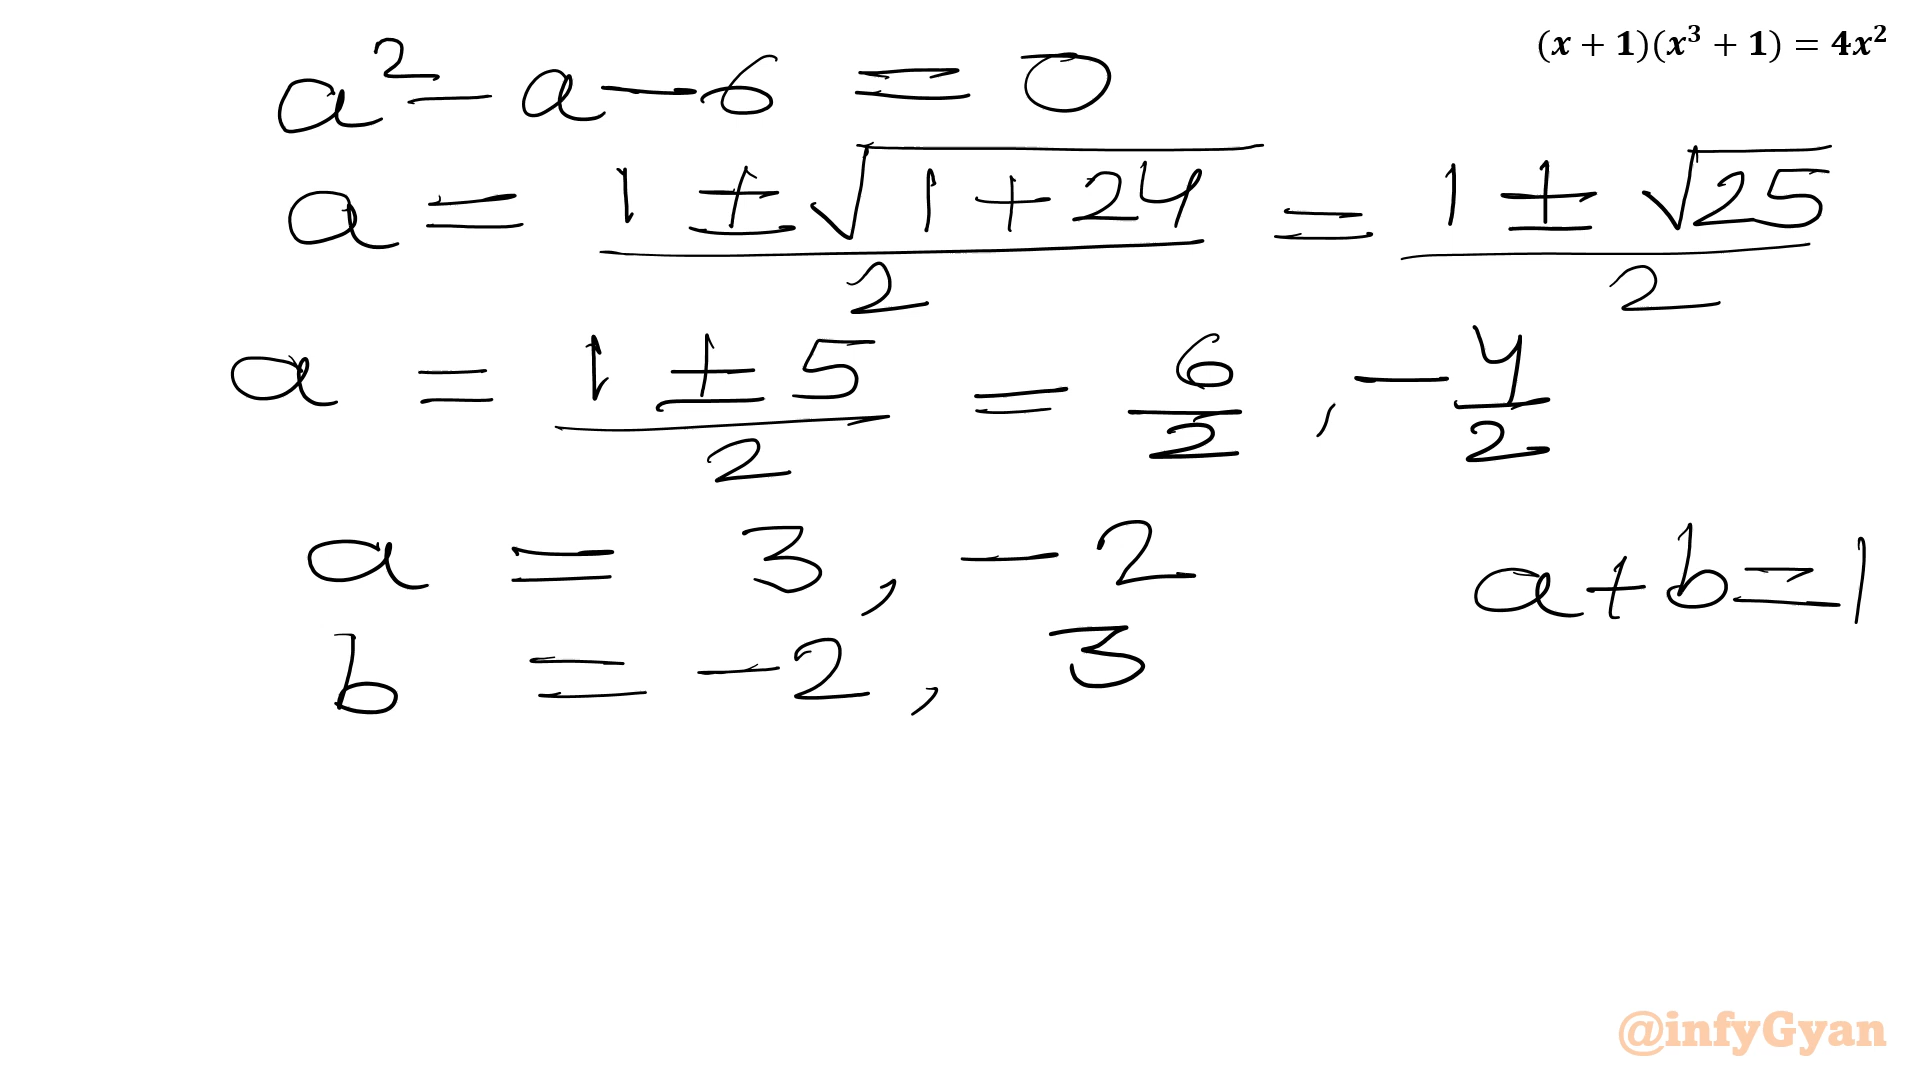 (x + 1)(x³ + 1) = 4x²
a² - a - 6 = 0
a = (1 ± √(1 + 24))/2 = (1 ± √25)/2
a = (1 ± 5)/2 = 6/2 , -4/2
a = 3 , -2
a + b = 1
b = -2 , 3
@infyGyan